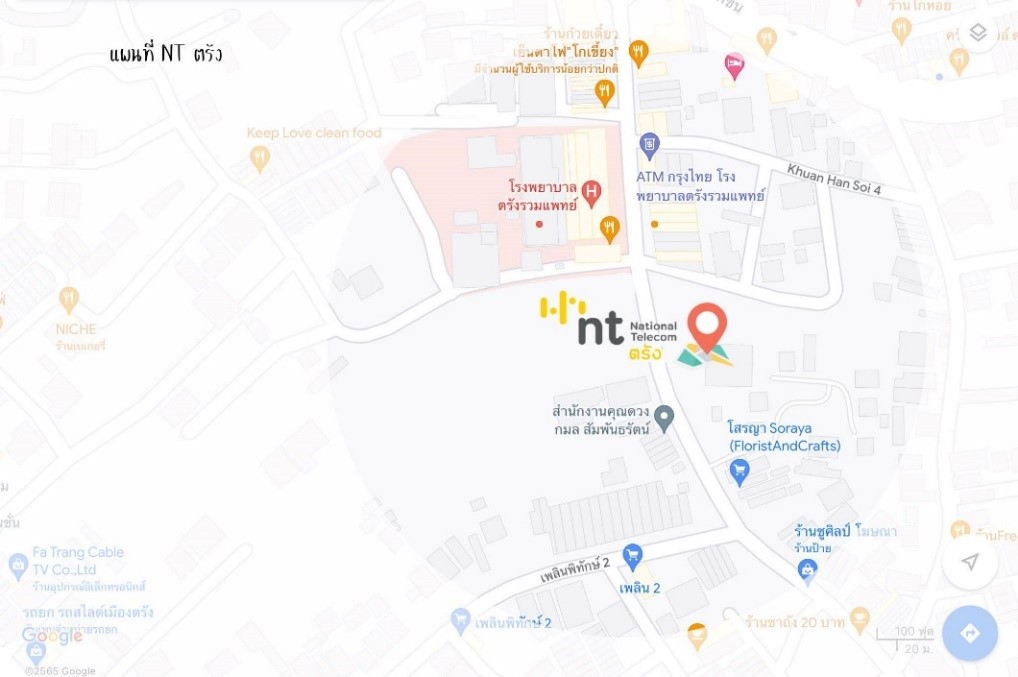 แผนที่ NT ตรัง
ร้านก๋วยเตี๋ยว
เย็นตาโฟ"โกเขี้ยง"
มีจำนวนผู้ใช้บริการน้อยกว่าปกติ
ร้านโกหอย
Keep Love clean food
ATM กรุงไทย โรง
พยาบาลตรังรวมแพทย์
Khuan Han Soi 4
โรงพยาบาล
ตรังรวมแพทย์
H
NICHE
ร้านเบเกอรี่
nt
National
Telecom
ตรัง
สำนักงานคุณดวง
กมล สัมพันธรัตน์
โสรญา Soraya
(FloristAndCrafts)
ร้านชูศิลป์ โฆษณา
ร้านป้าย
ร้านFre
เพลินพิทักษ์ 2
เพลิน 2
เพลินพิทักษ์ 2
ร้านชาถัง 20 บาท
Fa Trang Cable
TV Co.,Ltd
ร้านอุปกรณ์อิเล็กทรอนิกส์
รถยก รถสไลด์เมืองตรัง
Google
100 ฟุต
20 ม.
©2565 Google